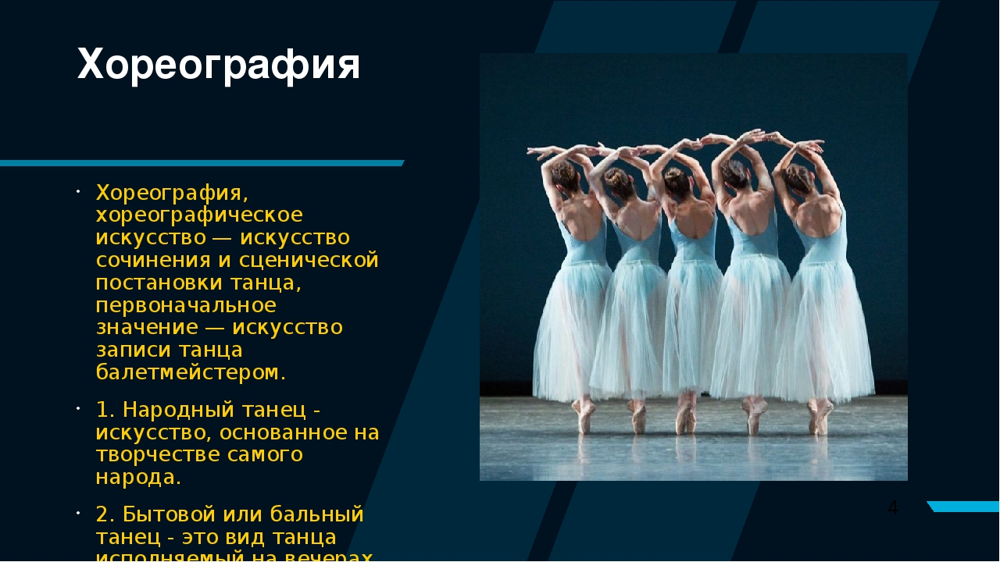 Хореография
Хореография,
хореографическое
искусство — искусство
сочинения и сценической
постановки танца,
первоначальное
значение — искусство
записи танца
балетмейстером.
1. Народный танец -
искусство, основанное на
творчестве самого
народа.
2. Бытовой или бальный
танец - это вид танца
исполняемый на вечерах
4